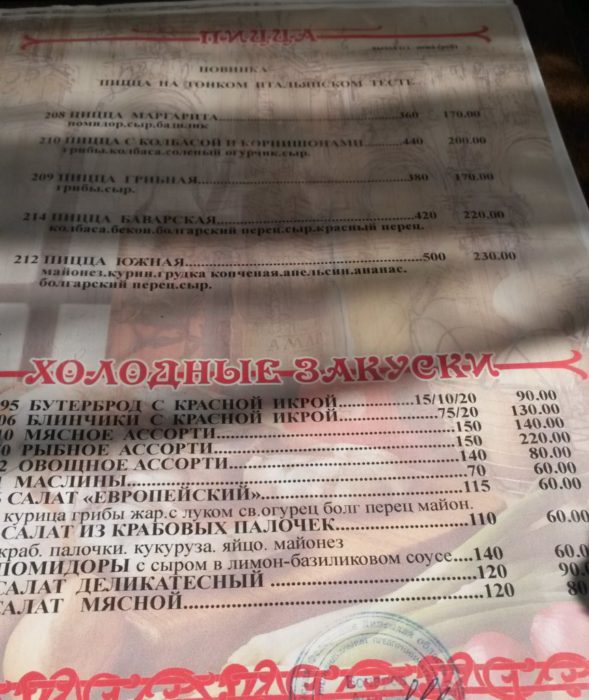 ПИЦЦА
НОВИНКА
ПИЦЦА НА ТОНКОМ ИТАЛЬЯНСКОМ ТЕСТЕ
208 ПИЦЦА МАРГАРИТА 360 170.00
помидор.сыр.базилик
210 ПИЦЦА С КОЛБАСОЙ И КОРНИШОНАМИ 440 200.00
грибы.колбаса.соленый огурчик.сыр.
209 ПИЦЦА ГРИБНАЯ 380 170.00
грибы.сыр.
214 ПИЦЦА БАВАРСКАЯ 420 220.00
колбаса.бекон.болгарский перец.сыр.красный перец.
212 ПИЦЦА ЮЖНАЯ 500 230.00
майонез.курин.грудка копченая.апельсин.ананас.
болгарский перец.сыр.
ХОЛОДНЫЕ ЗАКУСКИ
95 БУТЕРБРОД С КРАСНОЙ ИКРОЙ 15/10/20 90.00
06 БЛИНЧИКИ С КРАСНОЙ ИКРОЙ 75/20 130.00
10 МЯСНОЕ АССОРТИ 150 140.00
0 РЫБНОЕ АССОРТИ 150 220.00
2 ОВОЩНОЕ АССОРТИ 140 80.00
МАСЛИНЫ 70 60.00
САЛАТ «ЕВРОПЕЙСКИЙ» 115 60.00
курица грибы жар.с луком св.огурец болг перец майон.
САЛАТ ИЗ КРАБОВЫХ ПАЛОЧЕК 110 60.00
краб. палочки. кукуруза. яйцо. майонез
ПОМИДОРЫ с сыром в лимон-базиликовом соусе 140 60.0
САЛАТ ДЕЛИКАТЕСНЫЙ 120 90.
САЛАТ МЯСНОЙ 120 80